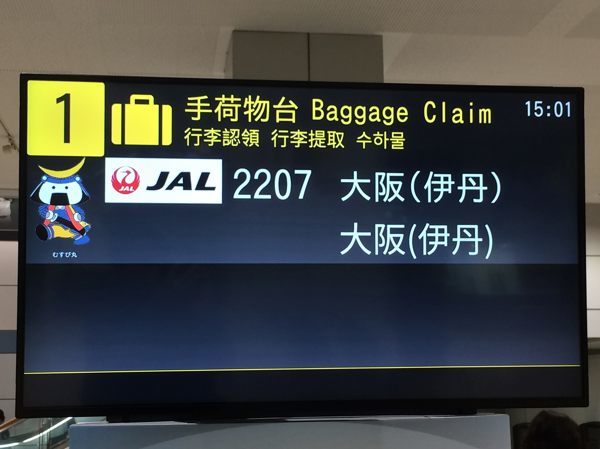 1
手荷物台 Baggage Claim
15:01
行李認領 行李提取 수하물
JAL JAL 2207 大阪(伊丹)
大阪(伊丹)
むすび丸